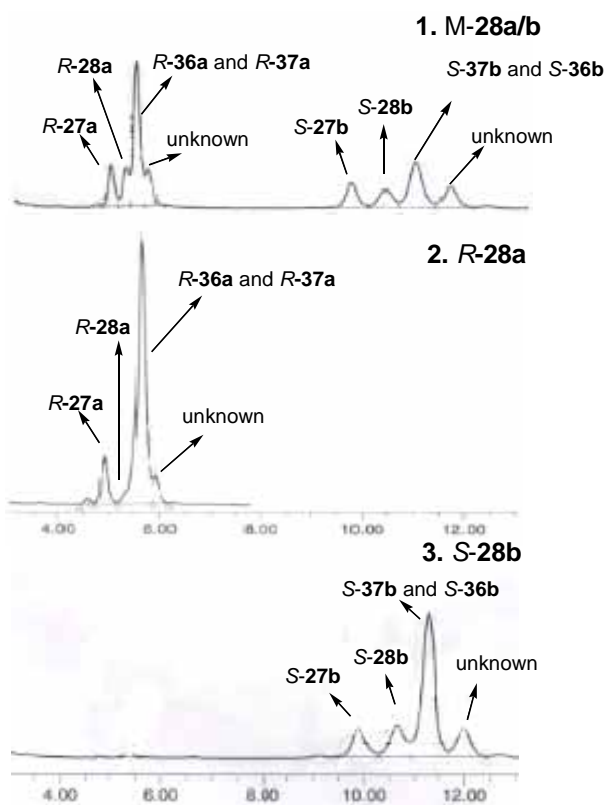 1. M-28a/b
R-28a
R-36a and R-37a
S-37b and S-36b
R-27a
unknown
S-27b
S-28b
unknown
2. R-28a
R-36a and R-37a
R-28a
R-27a
unknown
4.00 6.00 8.00 10.00 12.00
3. S-28b
S-37b and S-36b
S-27b
S-28b
unknown
4.00 6.00 8.00 10.00 12.00